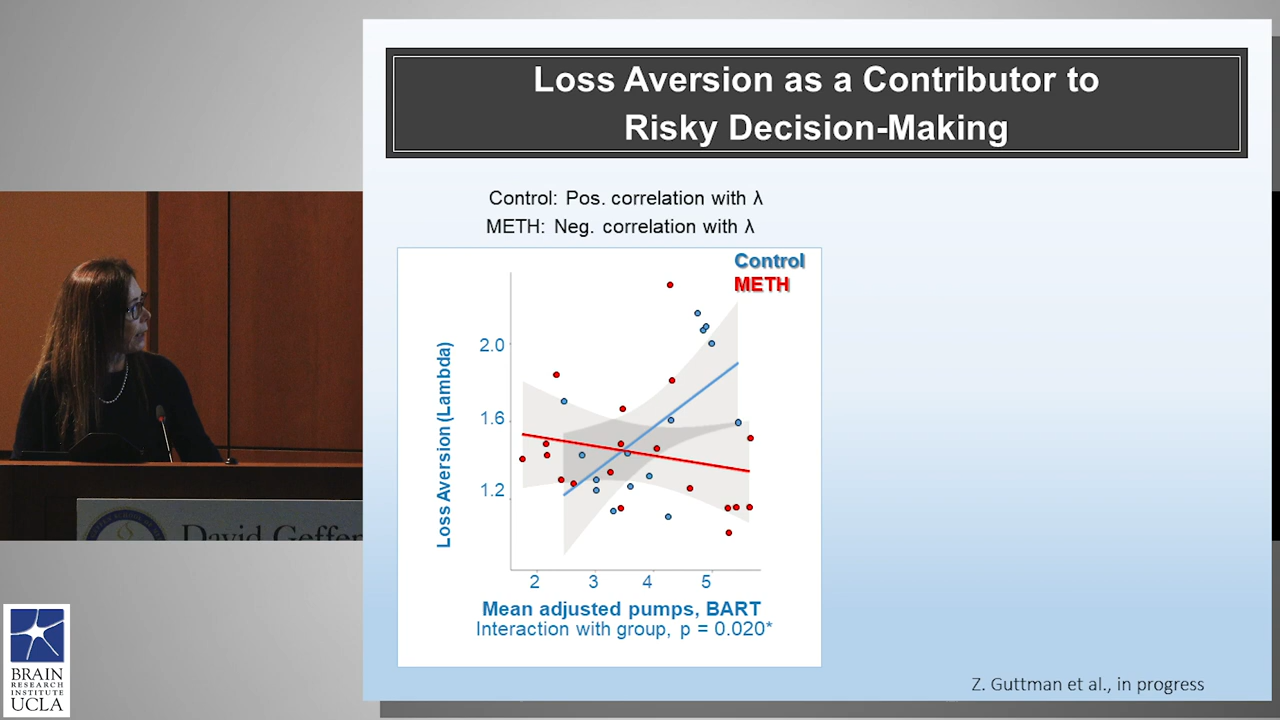 Loss Aversion as a Contributor to
Risky Decision-Making
Control: Pos. correlation with λ
METH: Neg. correlation with λ
Control
METH
Loss Aversion (Lambda)
2.0
1.6
1.2
2 3 4 5
Mean adjusted pumps, BART
Interaction with group, p = 0.020*
Z. Guttman et al., in progress
David Geffen
BRAIN
RESEARCH
INSTITUTE
UCLA